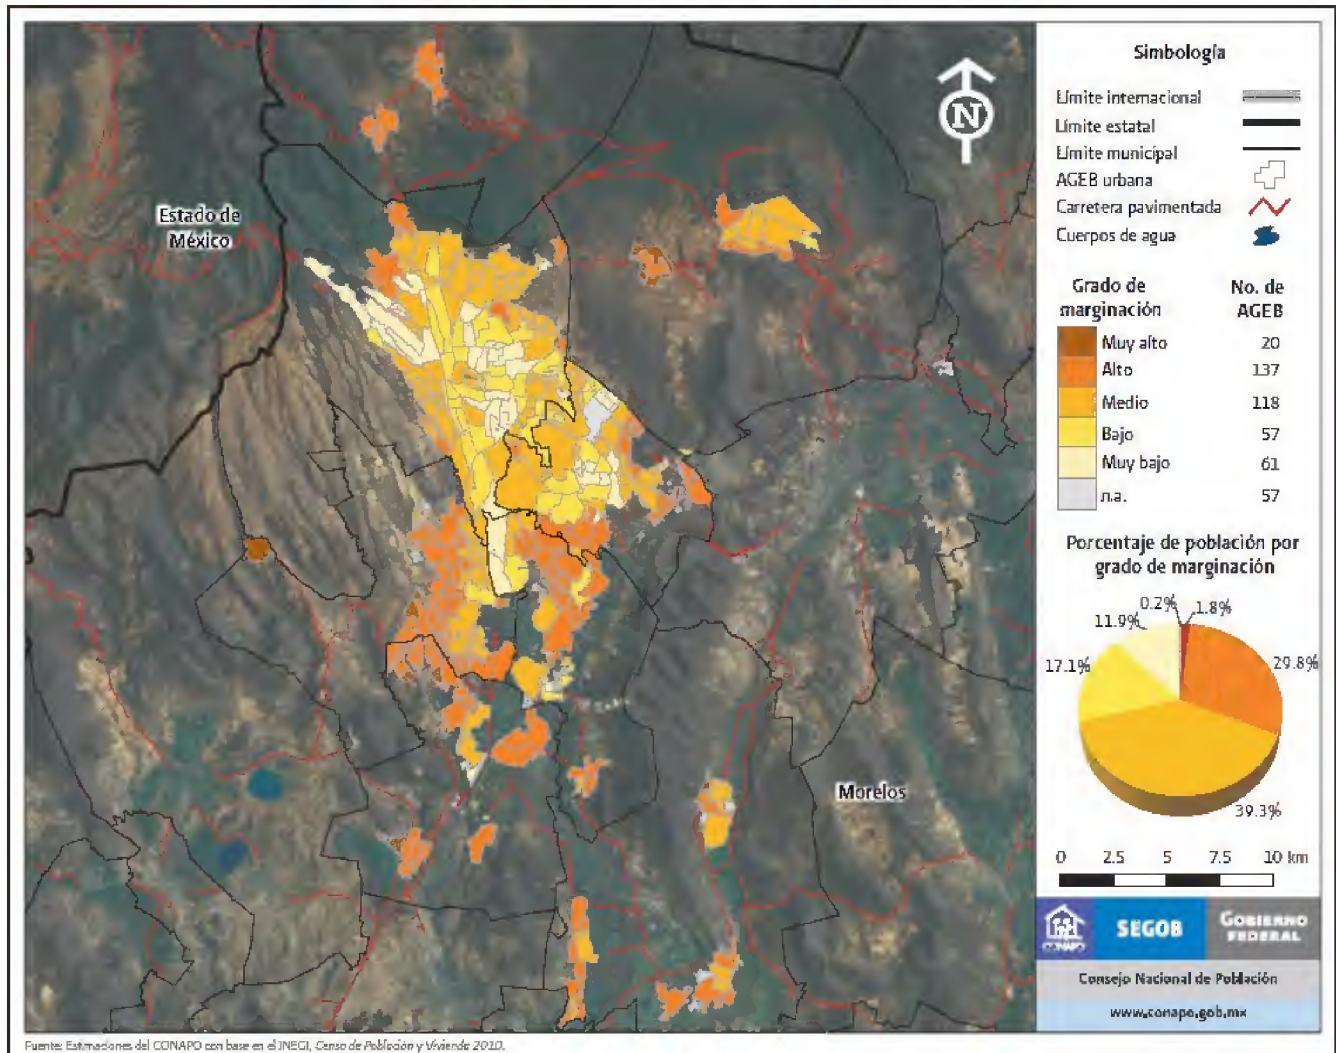 Estado de
México
N
Morelos
Simbología
Límite internacional
Límite estatal
Límite municipal
AGEB urbana
Carretera pavimentada
Cuerpos de agua
Grado de
marginación
No. de
AGEB
Muy alto 20
Alto 137
Medio 118
Bajo 57
Muy bajo 61
n.a. 57
Porcentaje de población por
grado de marginación
0.2% 1.8%
11.9%
17.1% 29.8%
39.3%
0 2.5 5 7.5 10 km
CONAPO
SEGOB
GOBIERNO
FEDERAL
Consejo Nacional de Población
www.conapo.gob.mx
Fuente: Estimaciones del CONAPO con base en el INEGI, Censo de Población y Vivienda 2010.